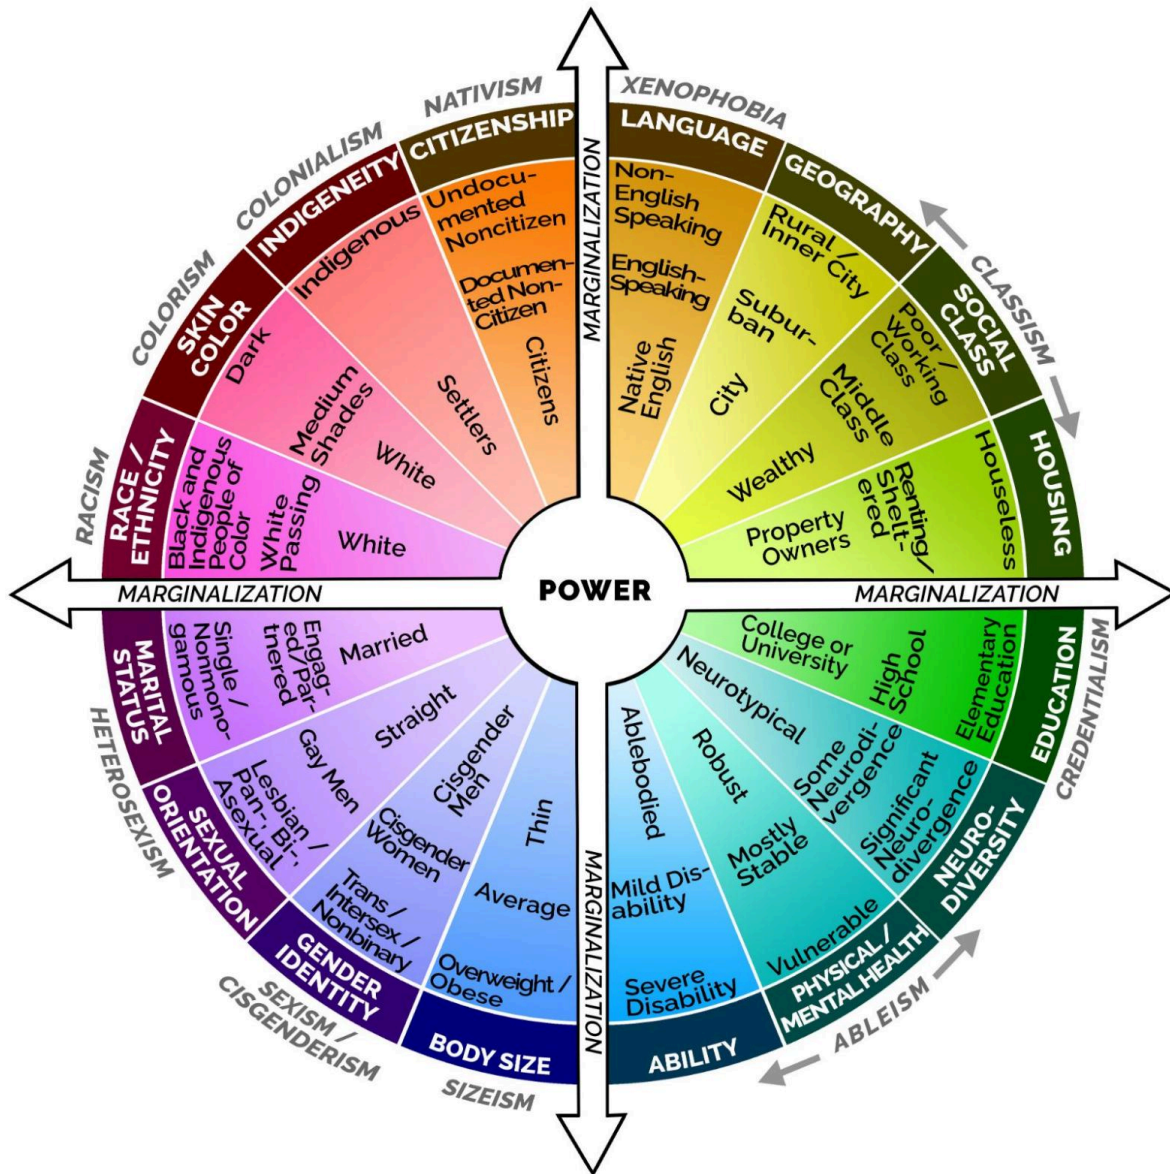 NATIVISM
XENOPHOBIA
COLONIALISM
COLORISM
RACISM
CLASSISM
CREDENTIALISM
ABLEISM
SIZEISM
SEXISM /
CISGENDERISM
HETEROSEXISM
MARGINALIZATION
MARGINALIZATION
MARGINALIZATION
MARGINALIZATION
POWER
CITIZENSHIP
Undocu-
mented
Noncitizen
Documen-
ted Non-
Citizen
Citizens
LANGUAGE
Non-
English
Speaking
English-
Speaking
Native
English
GEOGRAPHY
Rural /
Inner City
Subur-
ban
City
SOCIAL
CLASS
Poor/
Working
Class
Middle
Class
Wealthy
HOUSING
Houseless
Renting/
Shelt-
ered
Property
Owners
EDUCATION
Elementary
Education
High
School
College or
University
NEURO-
DIVERSITY
Significant
Neuro-
divergence
Some
Neurodi-
vergence
Neurotypical
PHYSICAL /
MENTAL HEALTH
Vulnerable
Mostly
Stable
Robust
ABILITY
Severe
Disability
Mild Dis-
ability
Ablebodied
BODY SIZE
Overweight /
Obese
Average
Thin
GENDER
IDENTITY
Trans /
Intersex /
Nonbinary
Cisgender
Women
Cisgender
Men
SEXUAL
ORIENTATION
Lesbian /
Pan-, Bi-,
Asexual
Gay Men
Straight
MARITAL
STATUS
Single /
Nonmono-
gamous
Engag-
ed/Par-
tnered
Married
RACE /
ETHNICITY
Black and
Indigenous
People of
Color
White
Passing
White
SKIN
COLOR
Dark
Medium
Shades
White
INDIGENEITY
Indigenous
Settlers